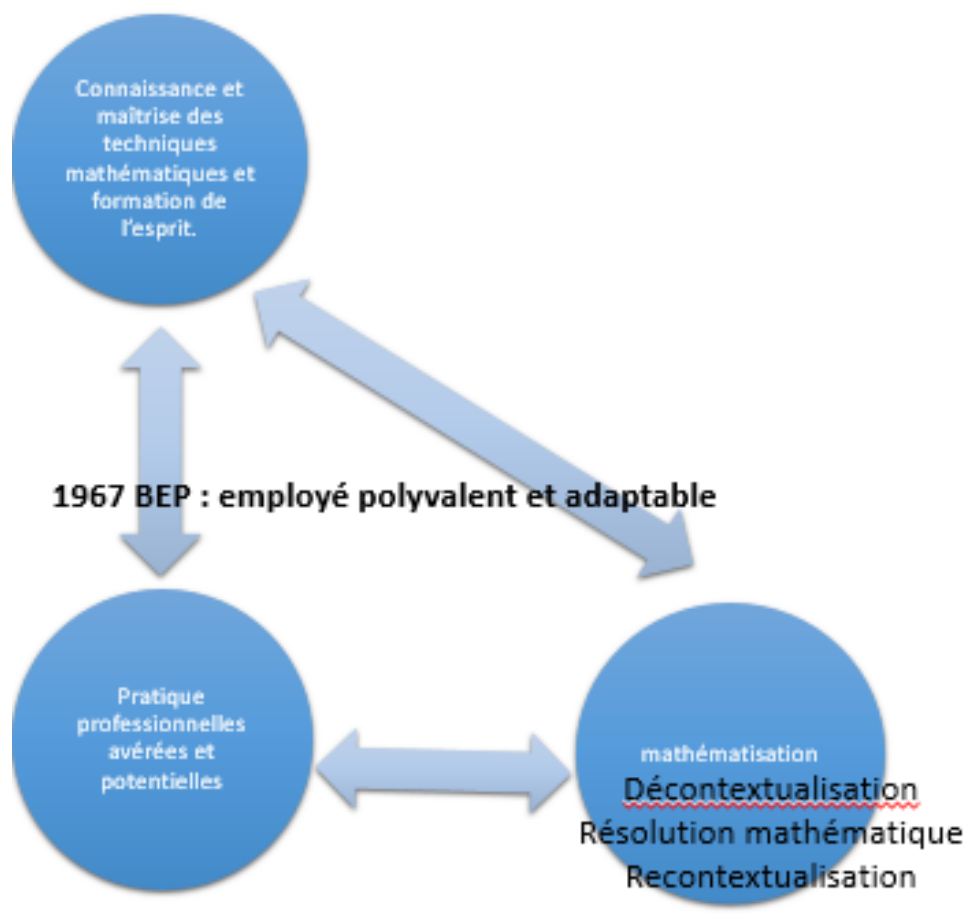 Connaissance et
maîtrise des
techniques
mathématiques et
formation de
l'esprit.
1967 BEP : employé polyvalent et adaptable
Pratique
professionnelles
avérées et
potentielles
mathématisation
Décontextualisation
Résolution mathématique
Recontextualisation